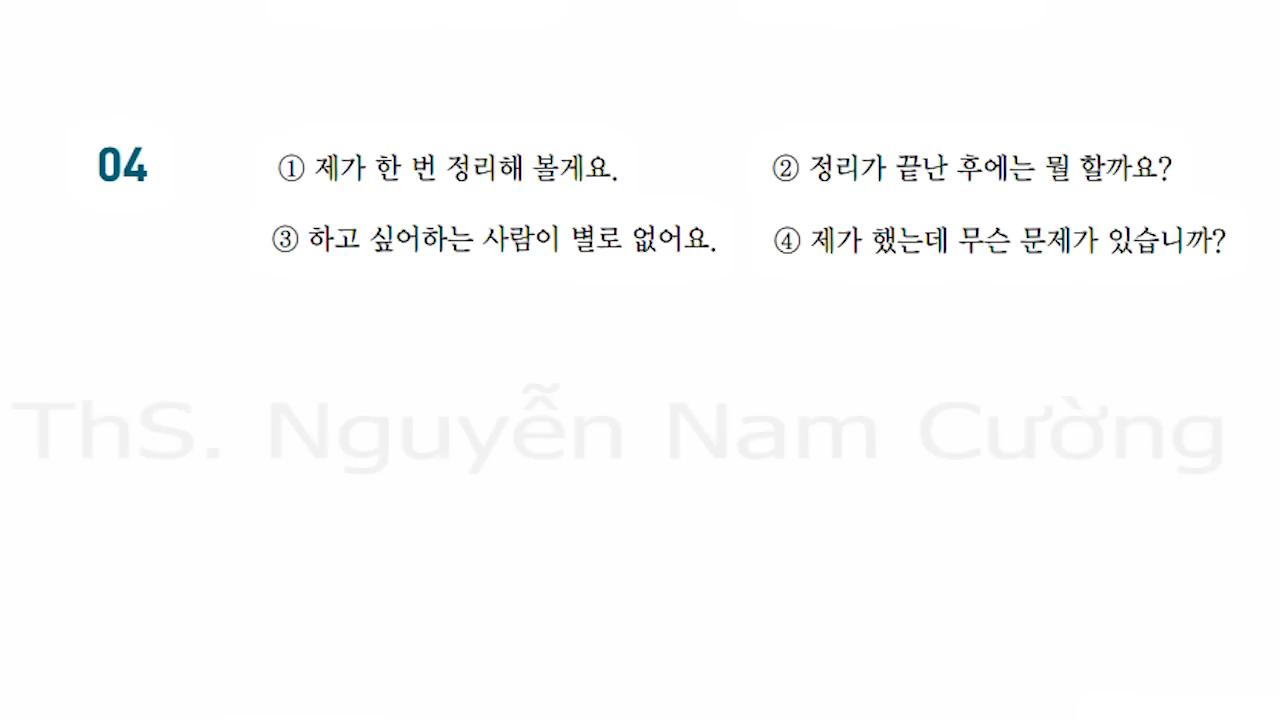 04
① 제가 한 번 정리해 볼게요. ② 정리가 끝난 후에는 뭘 할까요?
③ 하고 싶어하는 사람이 별로 없어요. ④ 제가 했는데 무슨 문제가 있습니까?
ThS. Nguyễn Nam Cường